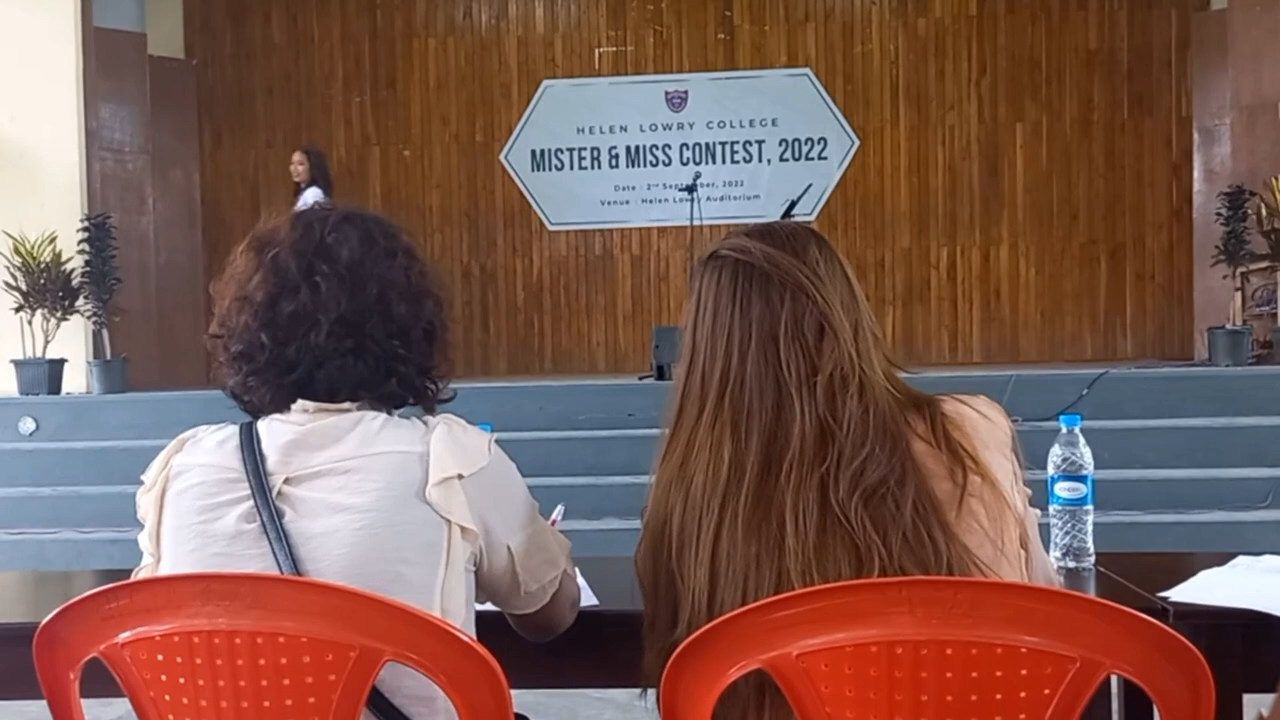 HELEN LOWRY COLLEGE
MISTER & MISS CONTEST, 2022
Date : 2nd September, 2022
Venue : Helen Lowry Auditorium